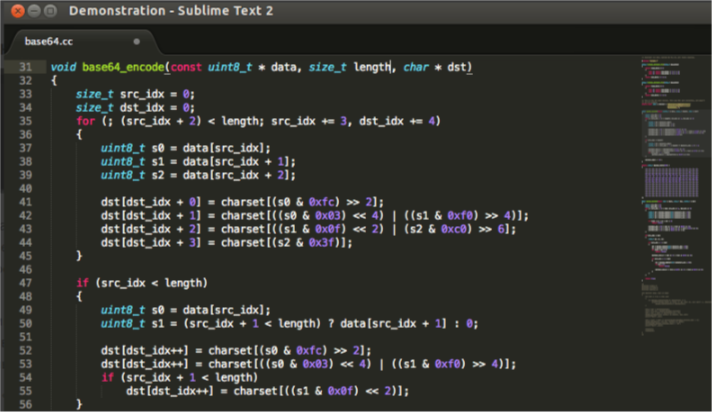 Demonstration - Sublime Text 2
base64.cc
31 void base64_encode(const uint8_t * data, size_t length, char * dst)
32 {
33     size_t src_idx = 0;
34     size_t dst_idx = 0;
35     for (; (src_idx + 2) < length; src_idx += 3, dst_idx += 4)
36     {
37         uint8_t s0 = data[src_idx];
38         uint8_t s1 = data[src_idx + 1];
39         uint8_t s2 = data[src_idx + 2];
40
41         dst[dst_idx + 0] = charset[(s0 & 0xfc) >> 2];
42         dst[dst_idx + 1] = charset[((s0 & 0x03) << 4) | ((s1 & 0xf0) >> 4)];
43         dst[dst_idx + 2] = charset[((s1 & 0x0f) << 2) | (s2 & 0xc0) >> 6];
44         dst[dst_idx + 3] = charset[(s2 & 0x3f)];
45     }
46
47     if (src_idx < length)
48     {
49         uint8_t s0 = data[src_idx];
50         uint8_t s1 = (src_idx + 1 < length) ? data[src_idx + 1] : 0;
51
52         dst[dst_idx++] = charset[(s0 & 0xfc) >> 2];
53         dst[dst_idx++] = charset[((s0 & 0x03) << 4) | ((s1 & 0xf0) >> 4)];
54         if (src_idx + 1 < length)
55             dst[dst_idx++] = charset[((s1 & 0x0f) << 2)];
56     }